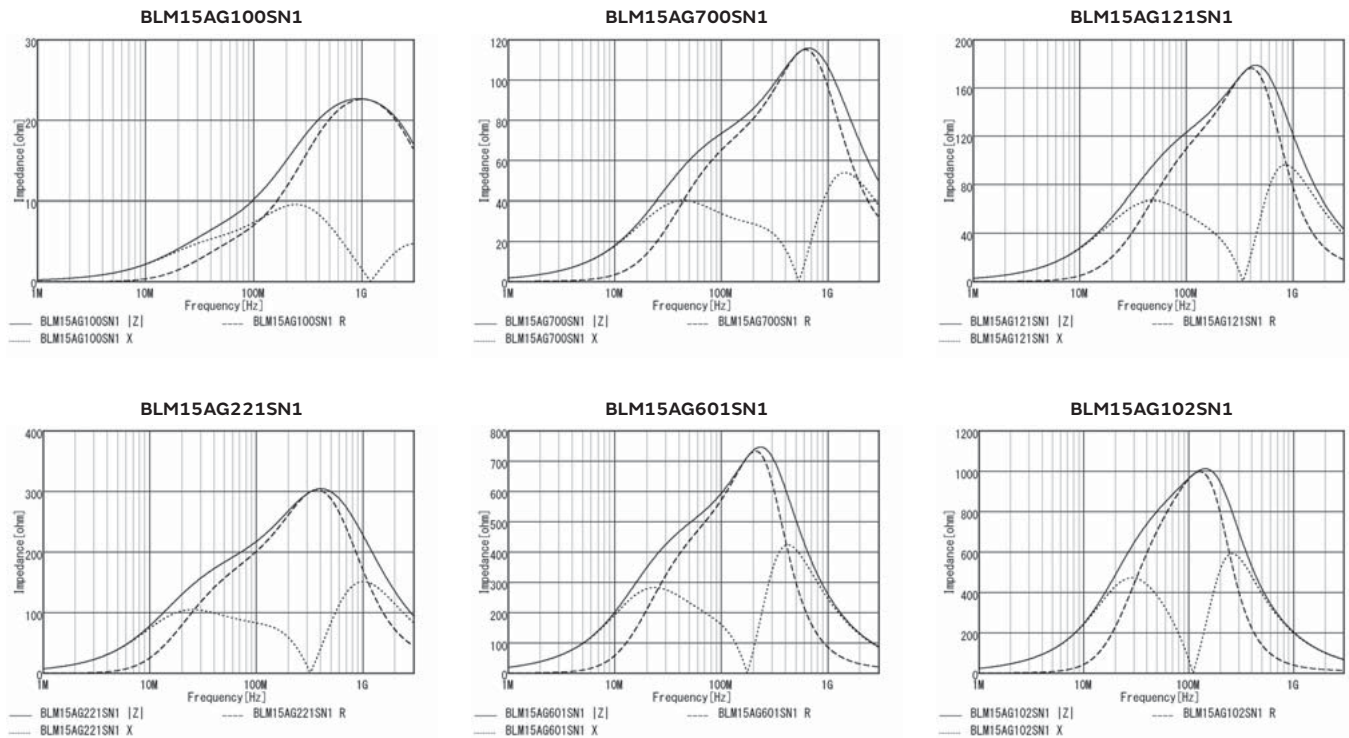 BLM15AG100SN1
30
20
10
0
Impedance[ohm]
1M 10M 100M 1G
Frequency[Hz]
BLM15AG100SN1 |Z| BLM15AG100SN1 R
BLM15AG100SN1 X
BLM15AG700SN1
120
100
80
60
40
20
0
Impedance[ohm]
1M 10M 100M 1G
Frequency[Hz]
BLM15AG700SN1 |Z| BLM15AG700SN1 R
BLM15AG700SN1 X
BLM15AG121SN1
200
160
120
80
40
0
Impedance[ohm]
1M 10M 100M 1G
Frequency[Hz]
BLM15AG121SN1 |Z| BLM15AG121SN1 R
BLM15AG121SN1 X
BLM15AG221SN1
400
300
200
100
0
Impedance[ohm]
1M 10M 100M 1G
Frequency[Hz]
BLM15AG221SN1 |Z| BLM15AG221SN1 R
BLM15AG221SN1 X
BLM15AG601SN1
800
700
600
500
400
300
200
100
0
Impedance[ohm]
1M 10M 100M 1G
Frequency[Hz]
BLM15AG601SN1 |Z| BLM15AG601SN1 R
BLM15AG601SN1 X
BLM15AG102SN1
1200
1000
800
600
400
200
0
Impedance[ohm]
1M 10M 100M 1G
Frequency[Hz]
BLM15AG102SN1 |Z| BLM15AG102SN1 R
BLM15AG102SN1 X